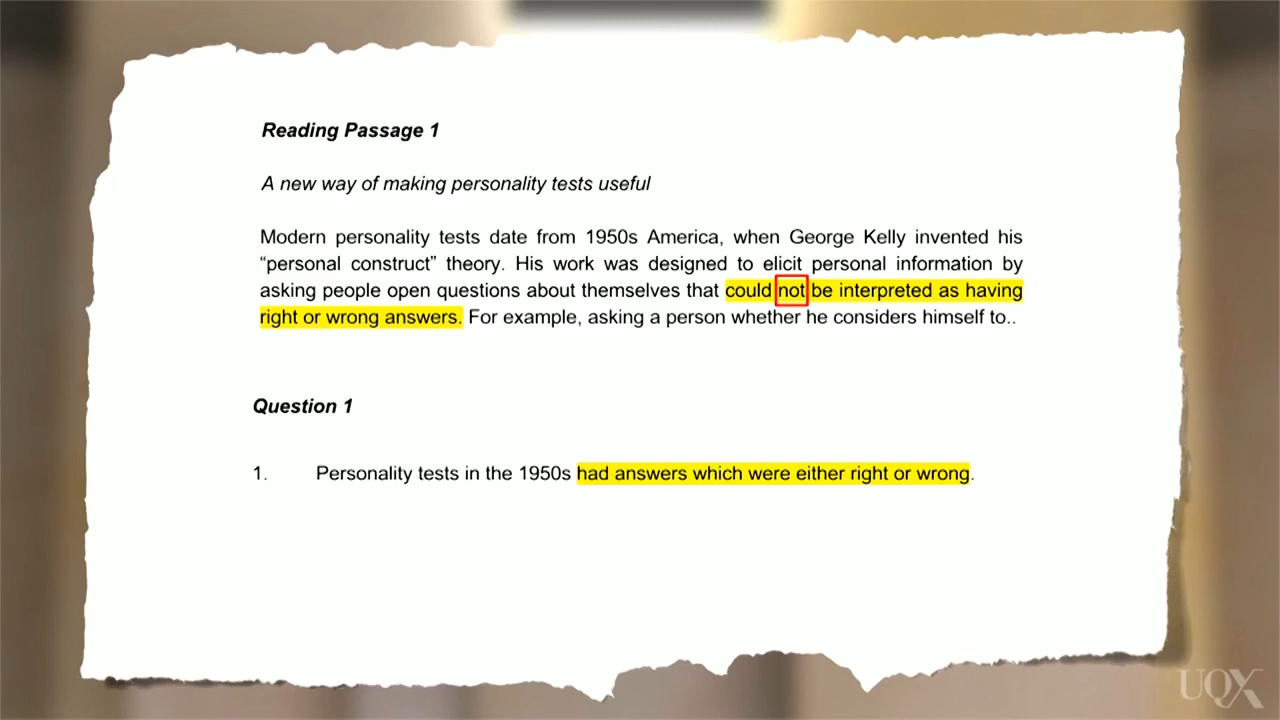 Reading Passage 1
A new way of making personality tests useful
Modern personality tests date from 1950s America, when George Kelly invented his
“personal construct” theory. His work was designed to elicit personal information by
asking people open questions about themselves that could not be interpreted as having
right or wrong answers. For example, asking a person whether he considers himself to..
Question 1
1. Personality tests in the 1950s had answers which were either right or wrong.
UQX